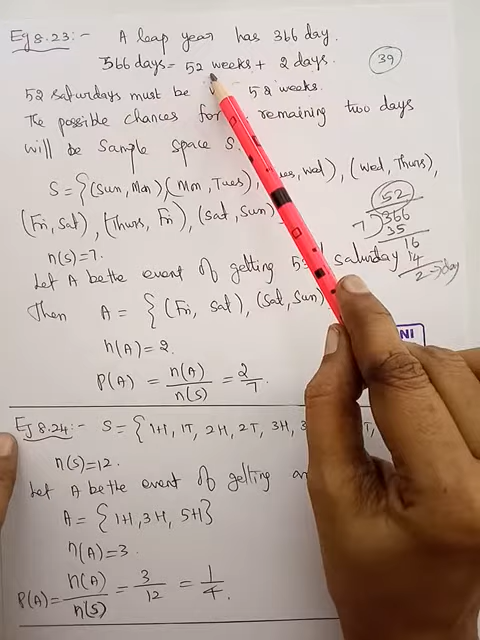 Eg 8.23:- A leap year has 366 day.
366 days = 52 weeks + 2 days.
39
52 saturdays must be 52 weeks.
The possible chances for remaining two days
will be Sample space S.
S = { (Sun, Mon) (Mon, Tues), Tues, wed), (Wed, Thurs),
(Fri, Sat), (Thurs, Fri), (Sat, Sun)
52
7) 366
35
16
14
2 → day
n(S) = 7.
Let A be the event of getting saturday
Then A = { (Fri, Sat), (Sat, Sun)
n(A) = 2.
P(A) = n(A)/n(S) = 2/7.
NI
Eg 8.24:- S = { 1H, 1T, 2H, 2T, 3H, T,
n(S) = 12.
Let A be the event of getting an
A = { 1H, 3H, 5H}
n(A) = 3
P(A) = n(A)/n(S) = 3/12 = 1/4.